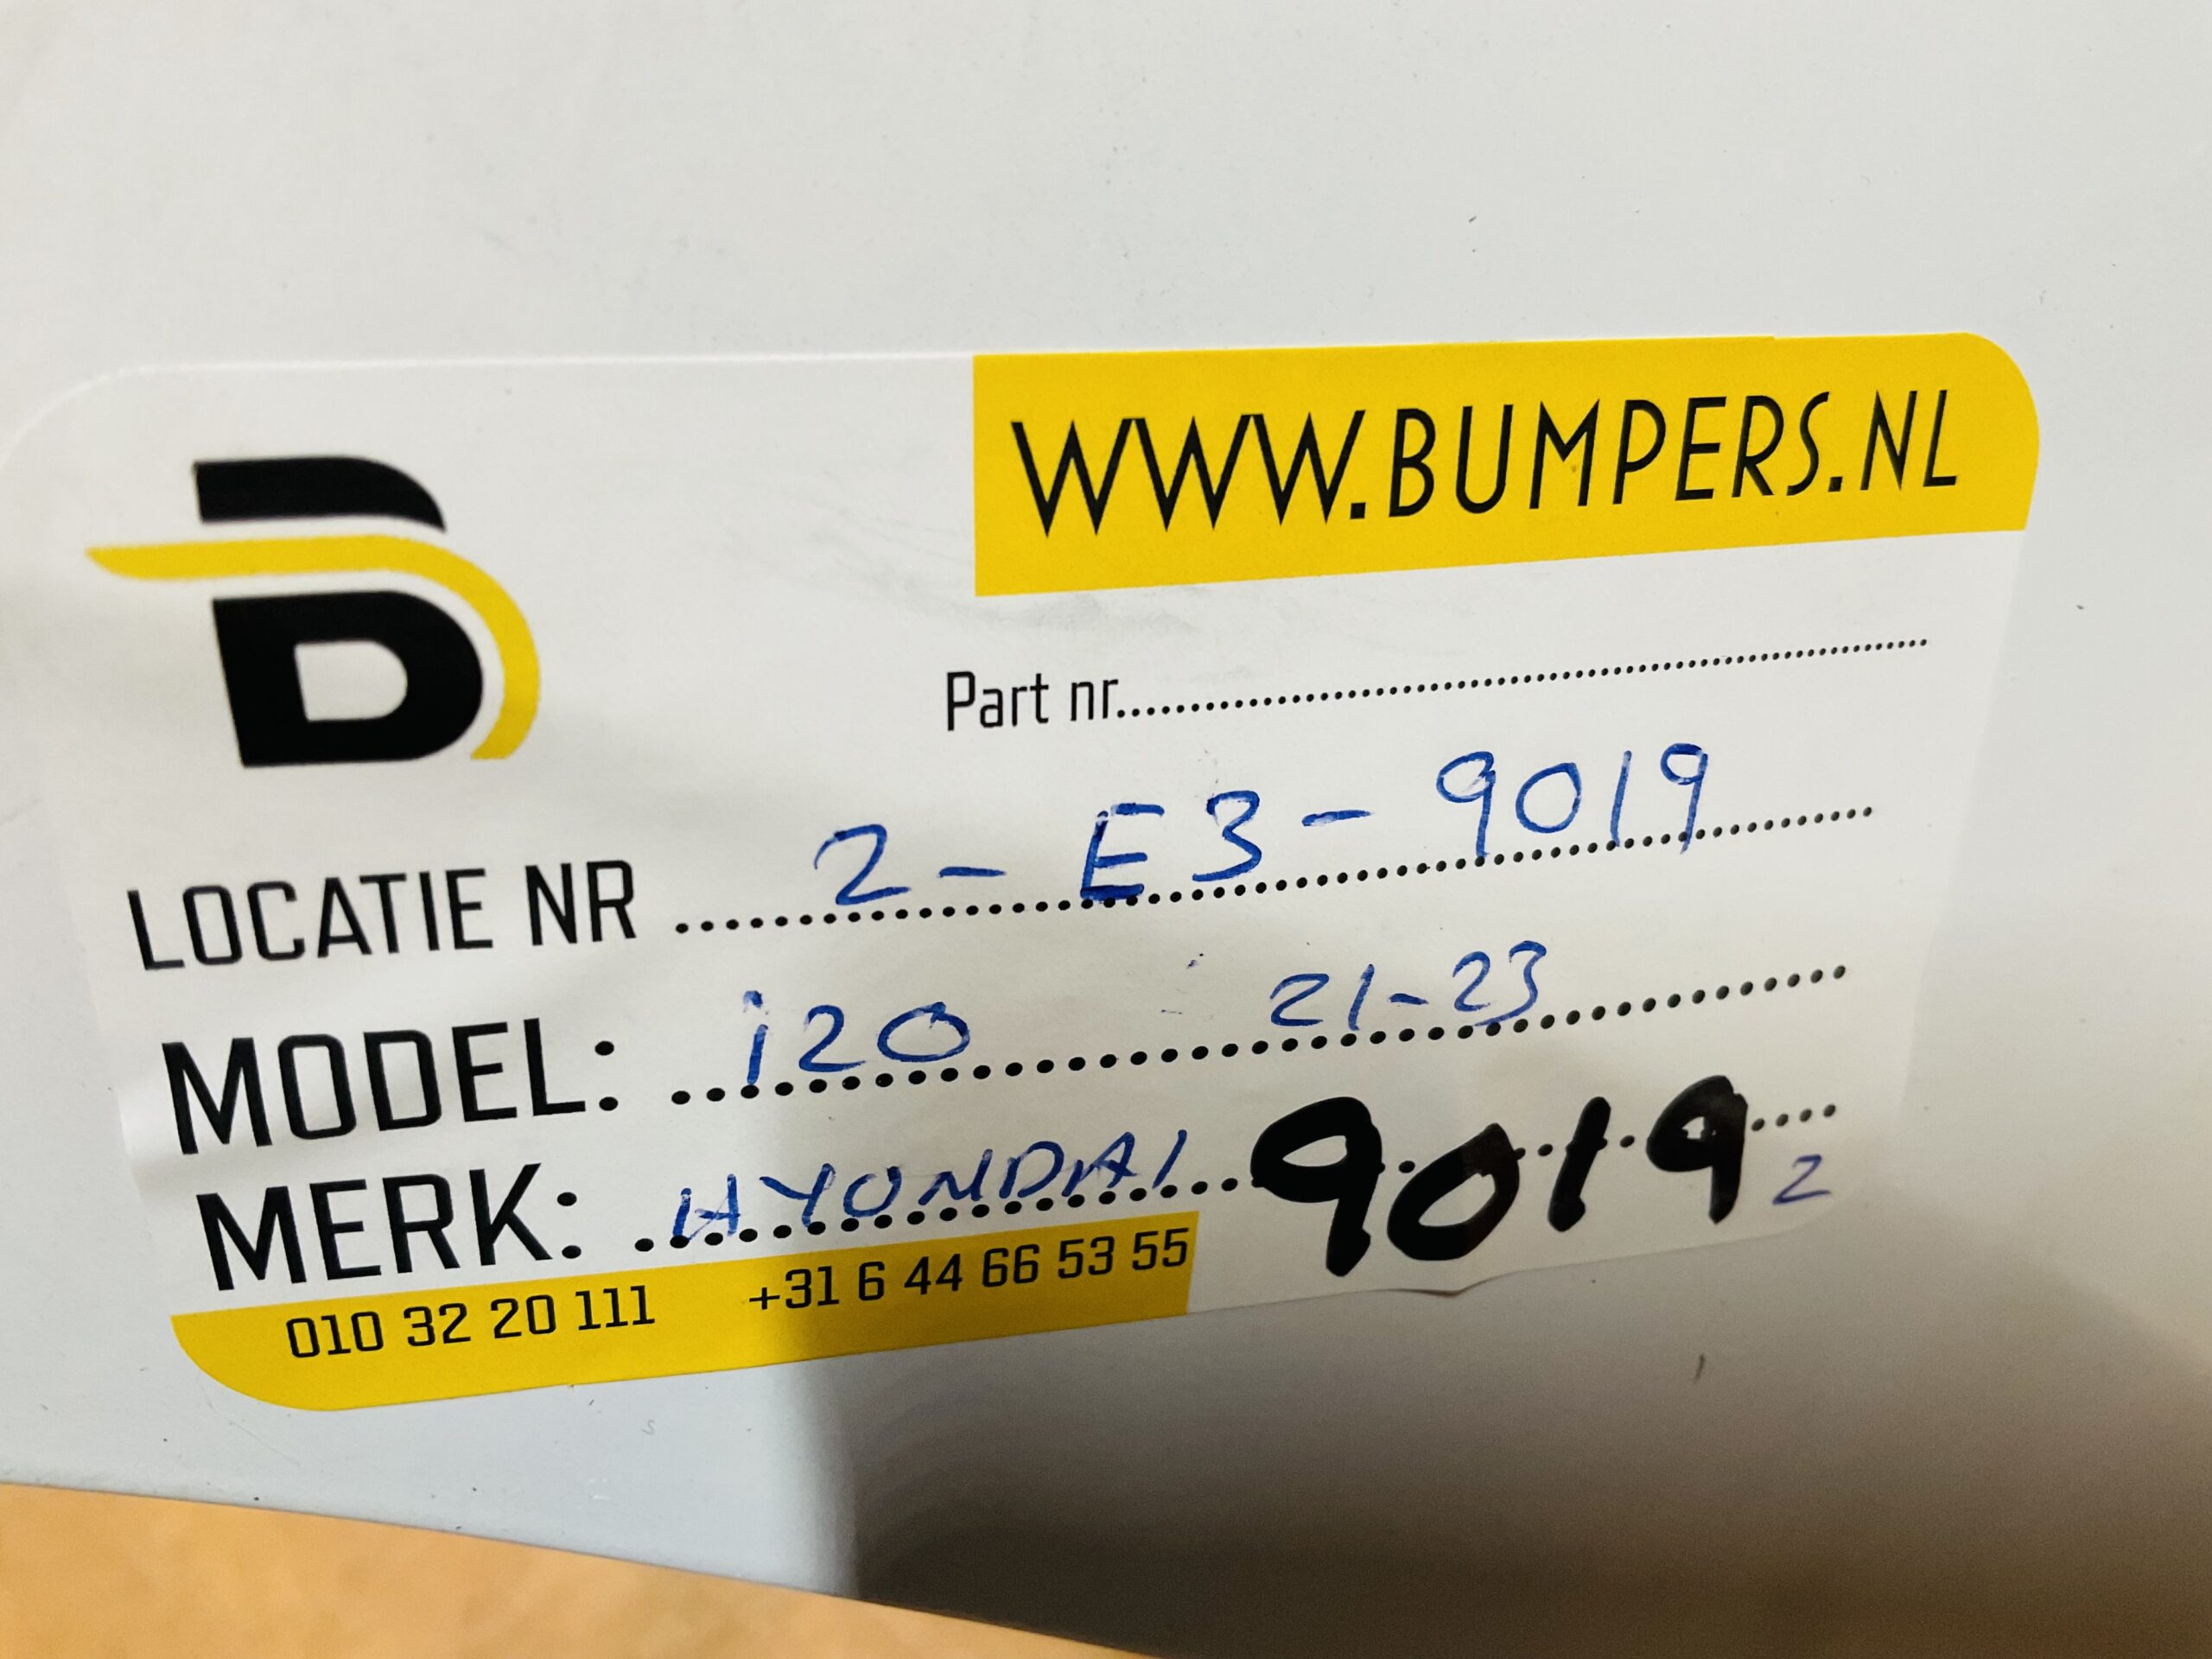 B
WWW.BUMPERS.NL
Part nr..............................
LOCATIE NR .......... 2 - E3 - 9019
MODEL: .......... i20 21-23
MERK: .......... HYUNDAI 9019 2
010 32 20 111 +31 6 44 66 53 55